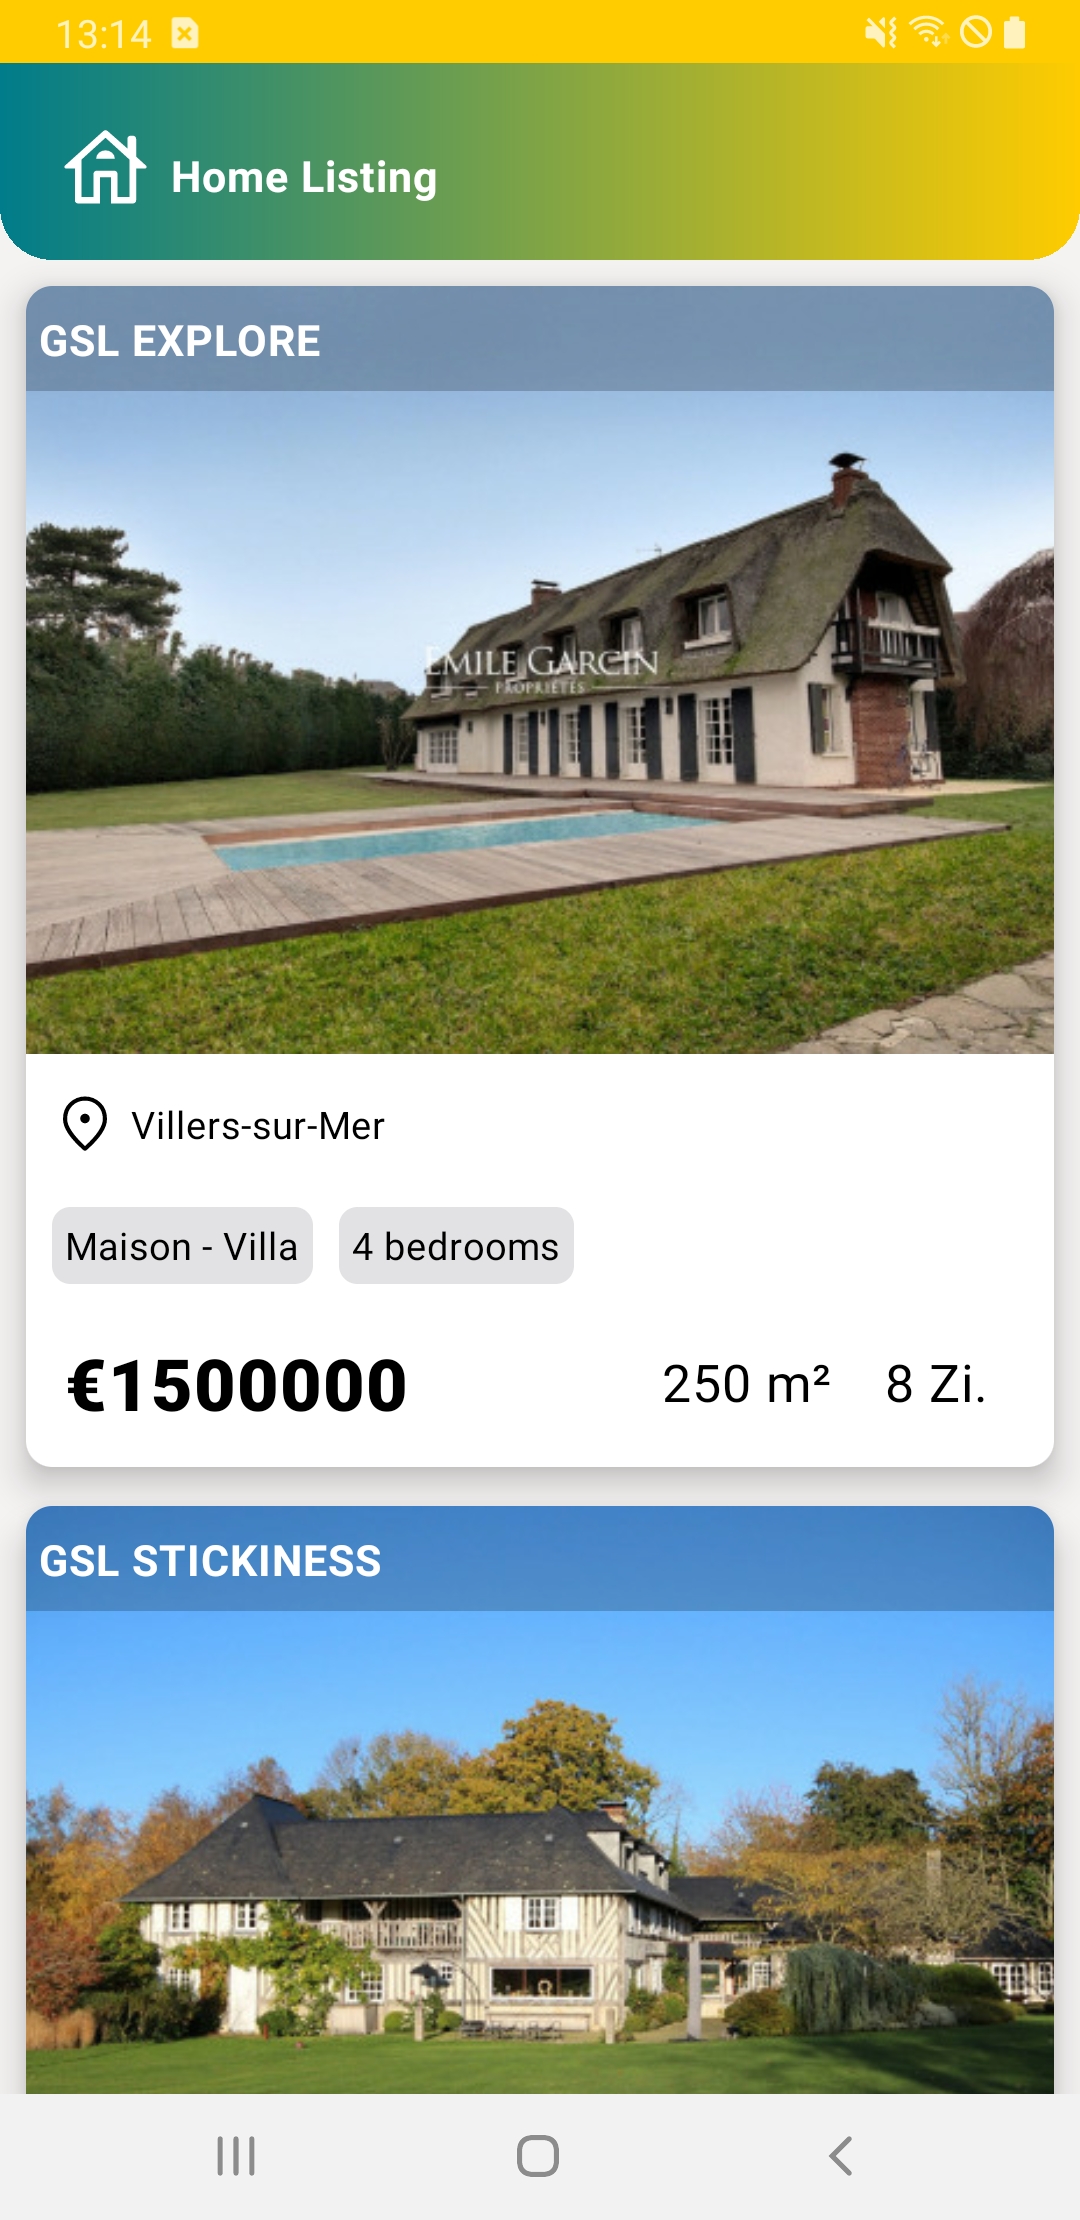 13:14
Home Listing
GSL EXPLORE
EMILE GARCIN
PROPRIÉTÉS
Villers-sur-Mer
Maison - Villa
4 bedrooms
€1500000
250 m²
8 Zi.
GSL STICKINESS